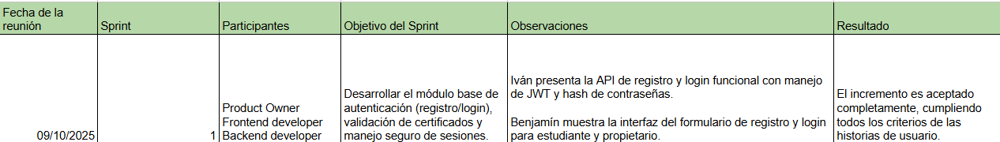 Fecha de la
reunión
Sprint
Participantes
Objetivo del Sprint
Observaciones
Resultado
09/10/2025
1
Product Owner
Frontend developer
Backend developer
Desarrollar el módulo base de
autenticación (registro/login),
validación de certificados y
manejo seguro de sesiones.
Iván presenta la API de registro y login funcional con manejo
de JWT y hash de contraseñas.
Benjamín muestra la interfaz del formulario de registro y login
para estudiante y propietario.
El incremento es aceptado
completamente, cumpliendo
todos los criterios de las
historias de usuario.